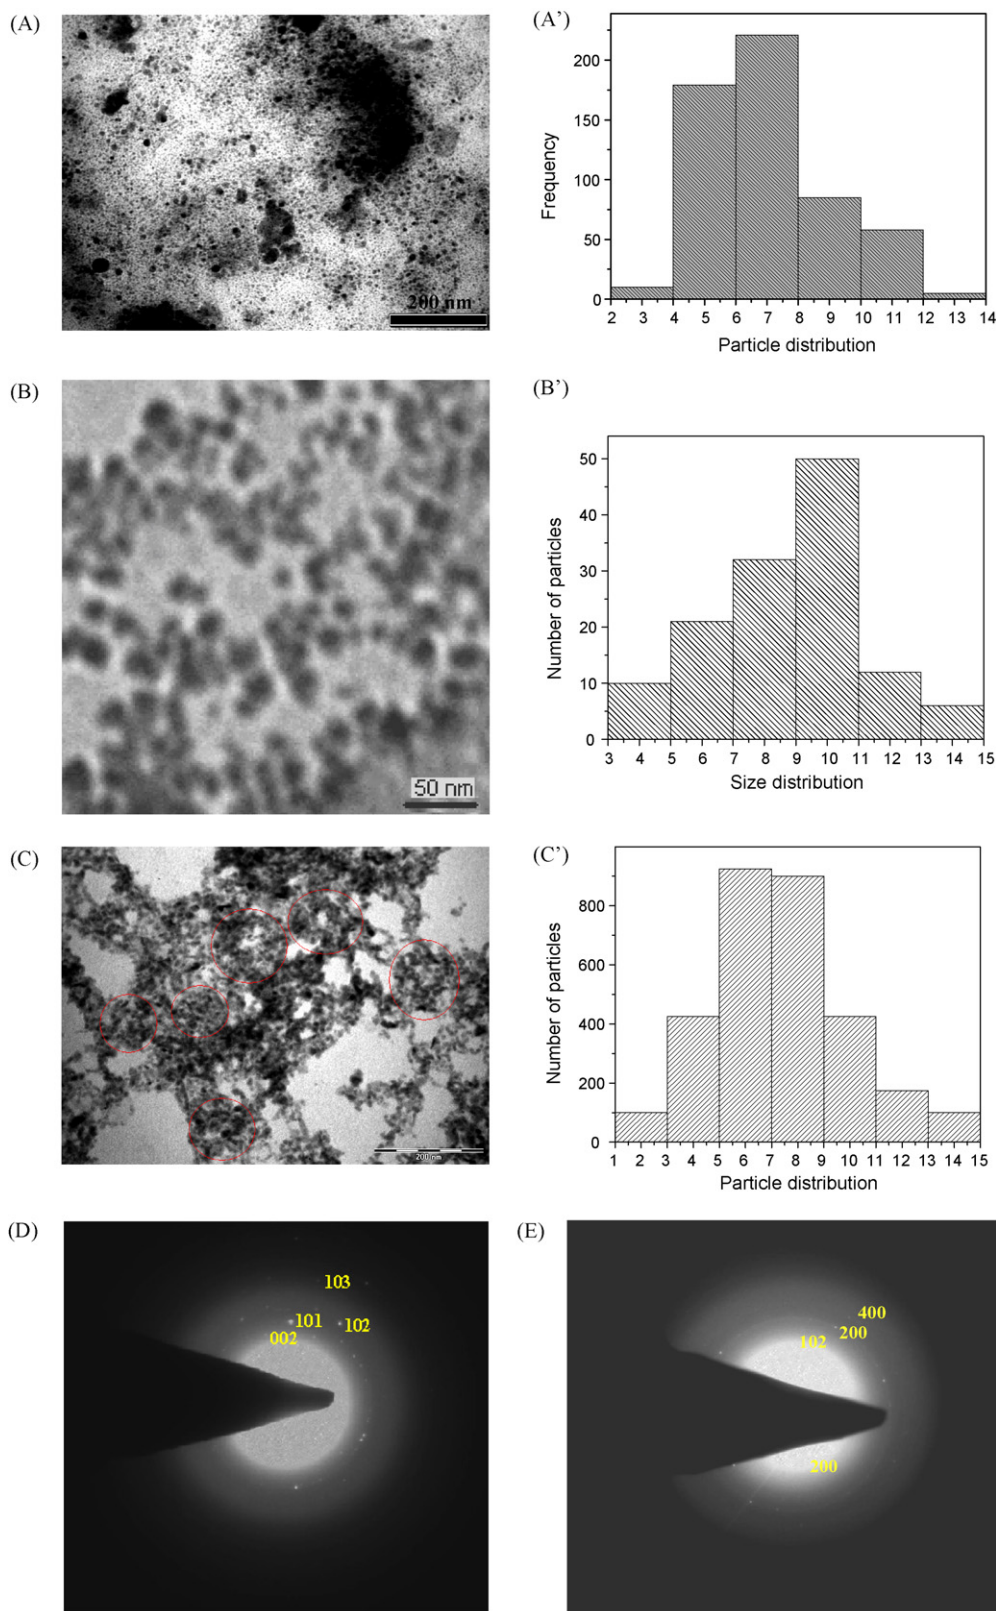 (A)
200 nm
(A’)
Frequency
200
150
100
50
0
2 3 4 5 6 7 8 9 10 11 12 13 14
Particle distribution
(B)
50 nm
(B’)
Number of particles
50
40
30
20
10
0
3 4 5 6 7 8 9 10 11 12 13 14 15
Size distribution
(C)
200 nm
(C’)
Number of particles
800
600
400
200
0
1 2 3 4 5 6 7 8 9 10 11 12 13 14 15
Particle distribution
(D)
103
101
102
002
(E)
400
200
102
200